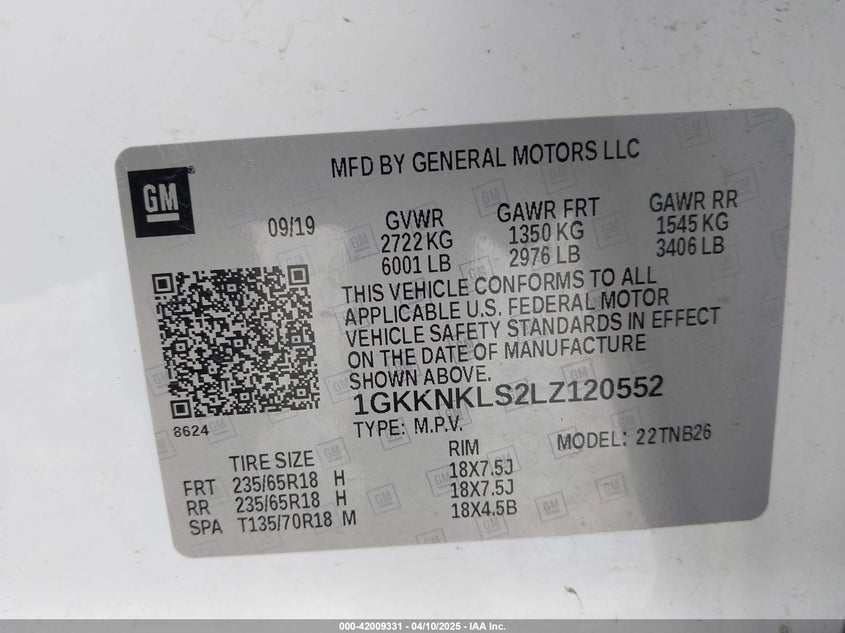 MFD BY GENERAL MOTORS LLC
GM
09/19
GVWR
2722 KG
6001 LB
GAWR FRT
1350 KG
2976 LB
GAWR RR
1545 KG
3406 LB
THIS VEHICLE CONFORMS TO ALL
APPLICABLE U.S. FEDERAL MOTOR
VEHICLE SAFETY STANDARDS IN EFFECT
ON THE DATE OF MANUFACTURE
SHOWN ABOVE.
1GKKNKLS2LZ120552
8624
TYPE: M.P.V. MODEL: 22TNB26
TIRE SIZE RIM
FRT 235/65R18 H 18X7.5J
RR 235/65R18 H 18X7.5J
SPA T135/70R18 M 18X4.5B
000-42009331 - 04/10/2025 - IAA Inc.